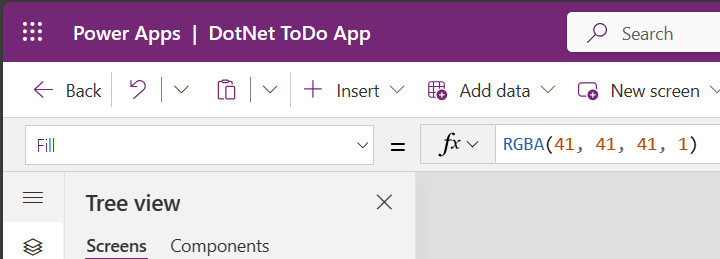 Power Apps | DotNet ToDo App Search
Back Insert Add data New screen
Fill = fx RGBA(41, 41, 41, 1)
Tree view
Screens Components